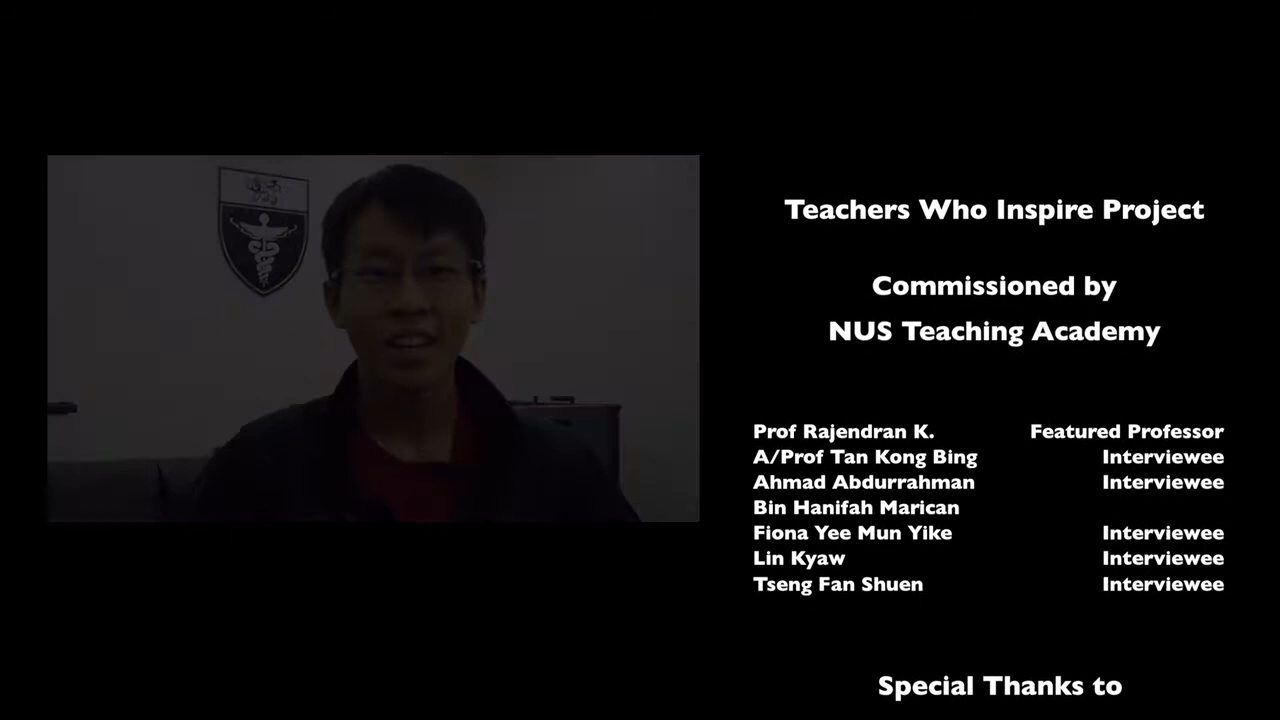 Teachers Who Inspire Project
Commissioned by
NUS Teaching Academy
Prof Rajendran K. Featured Professor
A/Prof Tan Kong Bing Interviewee
Ahmad Abdurrahman Interviewee
Bin Hanifah Marican
Fiona Yee Mun Yike Interviewee
Lin Kyaw Interviewee
Tseng Fan Shuen Interviewee
Special Thanks to